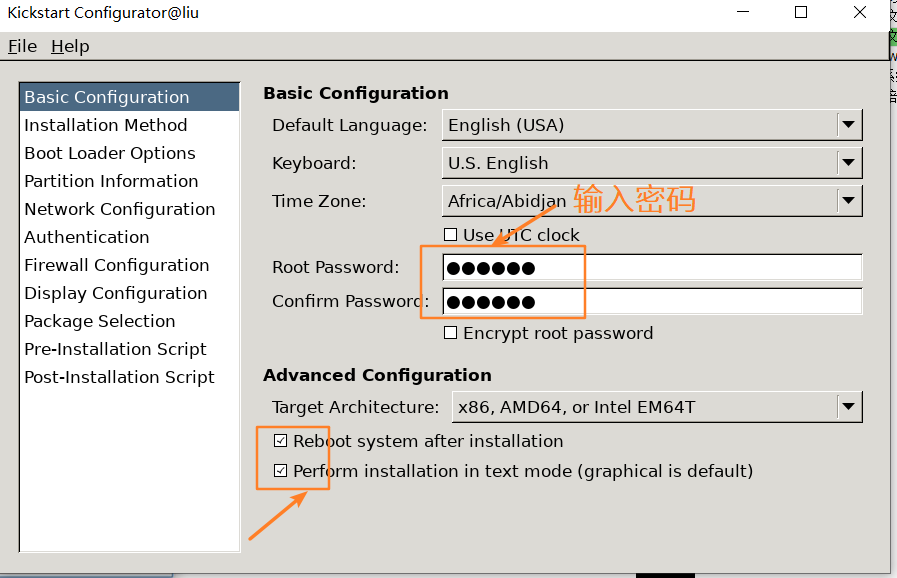 Kickstart Configurator@liu
File Help
Basic Configuration
Installation Method
Boot Loader Options
Partition Information
Network Configuration
Authentication
Firewall Configuration
Display Configuration
Package Selection
Pre-Installation Script
Post-Installation Script
Basic Configuration
Default Language: English (USA)
Keyboard: U.S. English
Time Zone: Africa/Abidjan
输入密码
Use UTC clock
Root Password: ●●●●●●
Confirm Password: ●●●●●●
Encrypt root password
Advanced Configuration
Target Architecture: x86, AMD64, or Intel EM64T
Reboot system after installation
Perform installation in text mode (graphical is default)